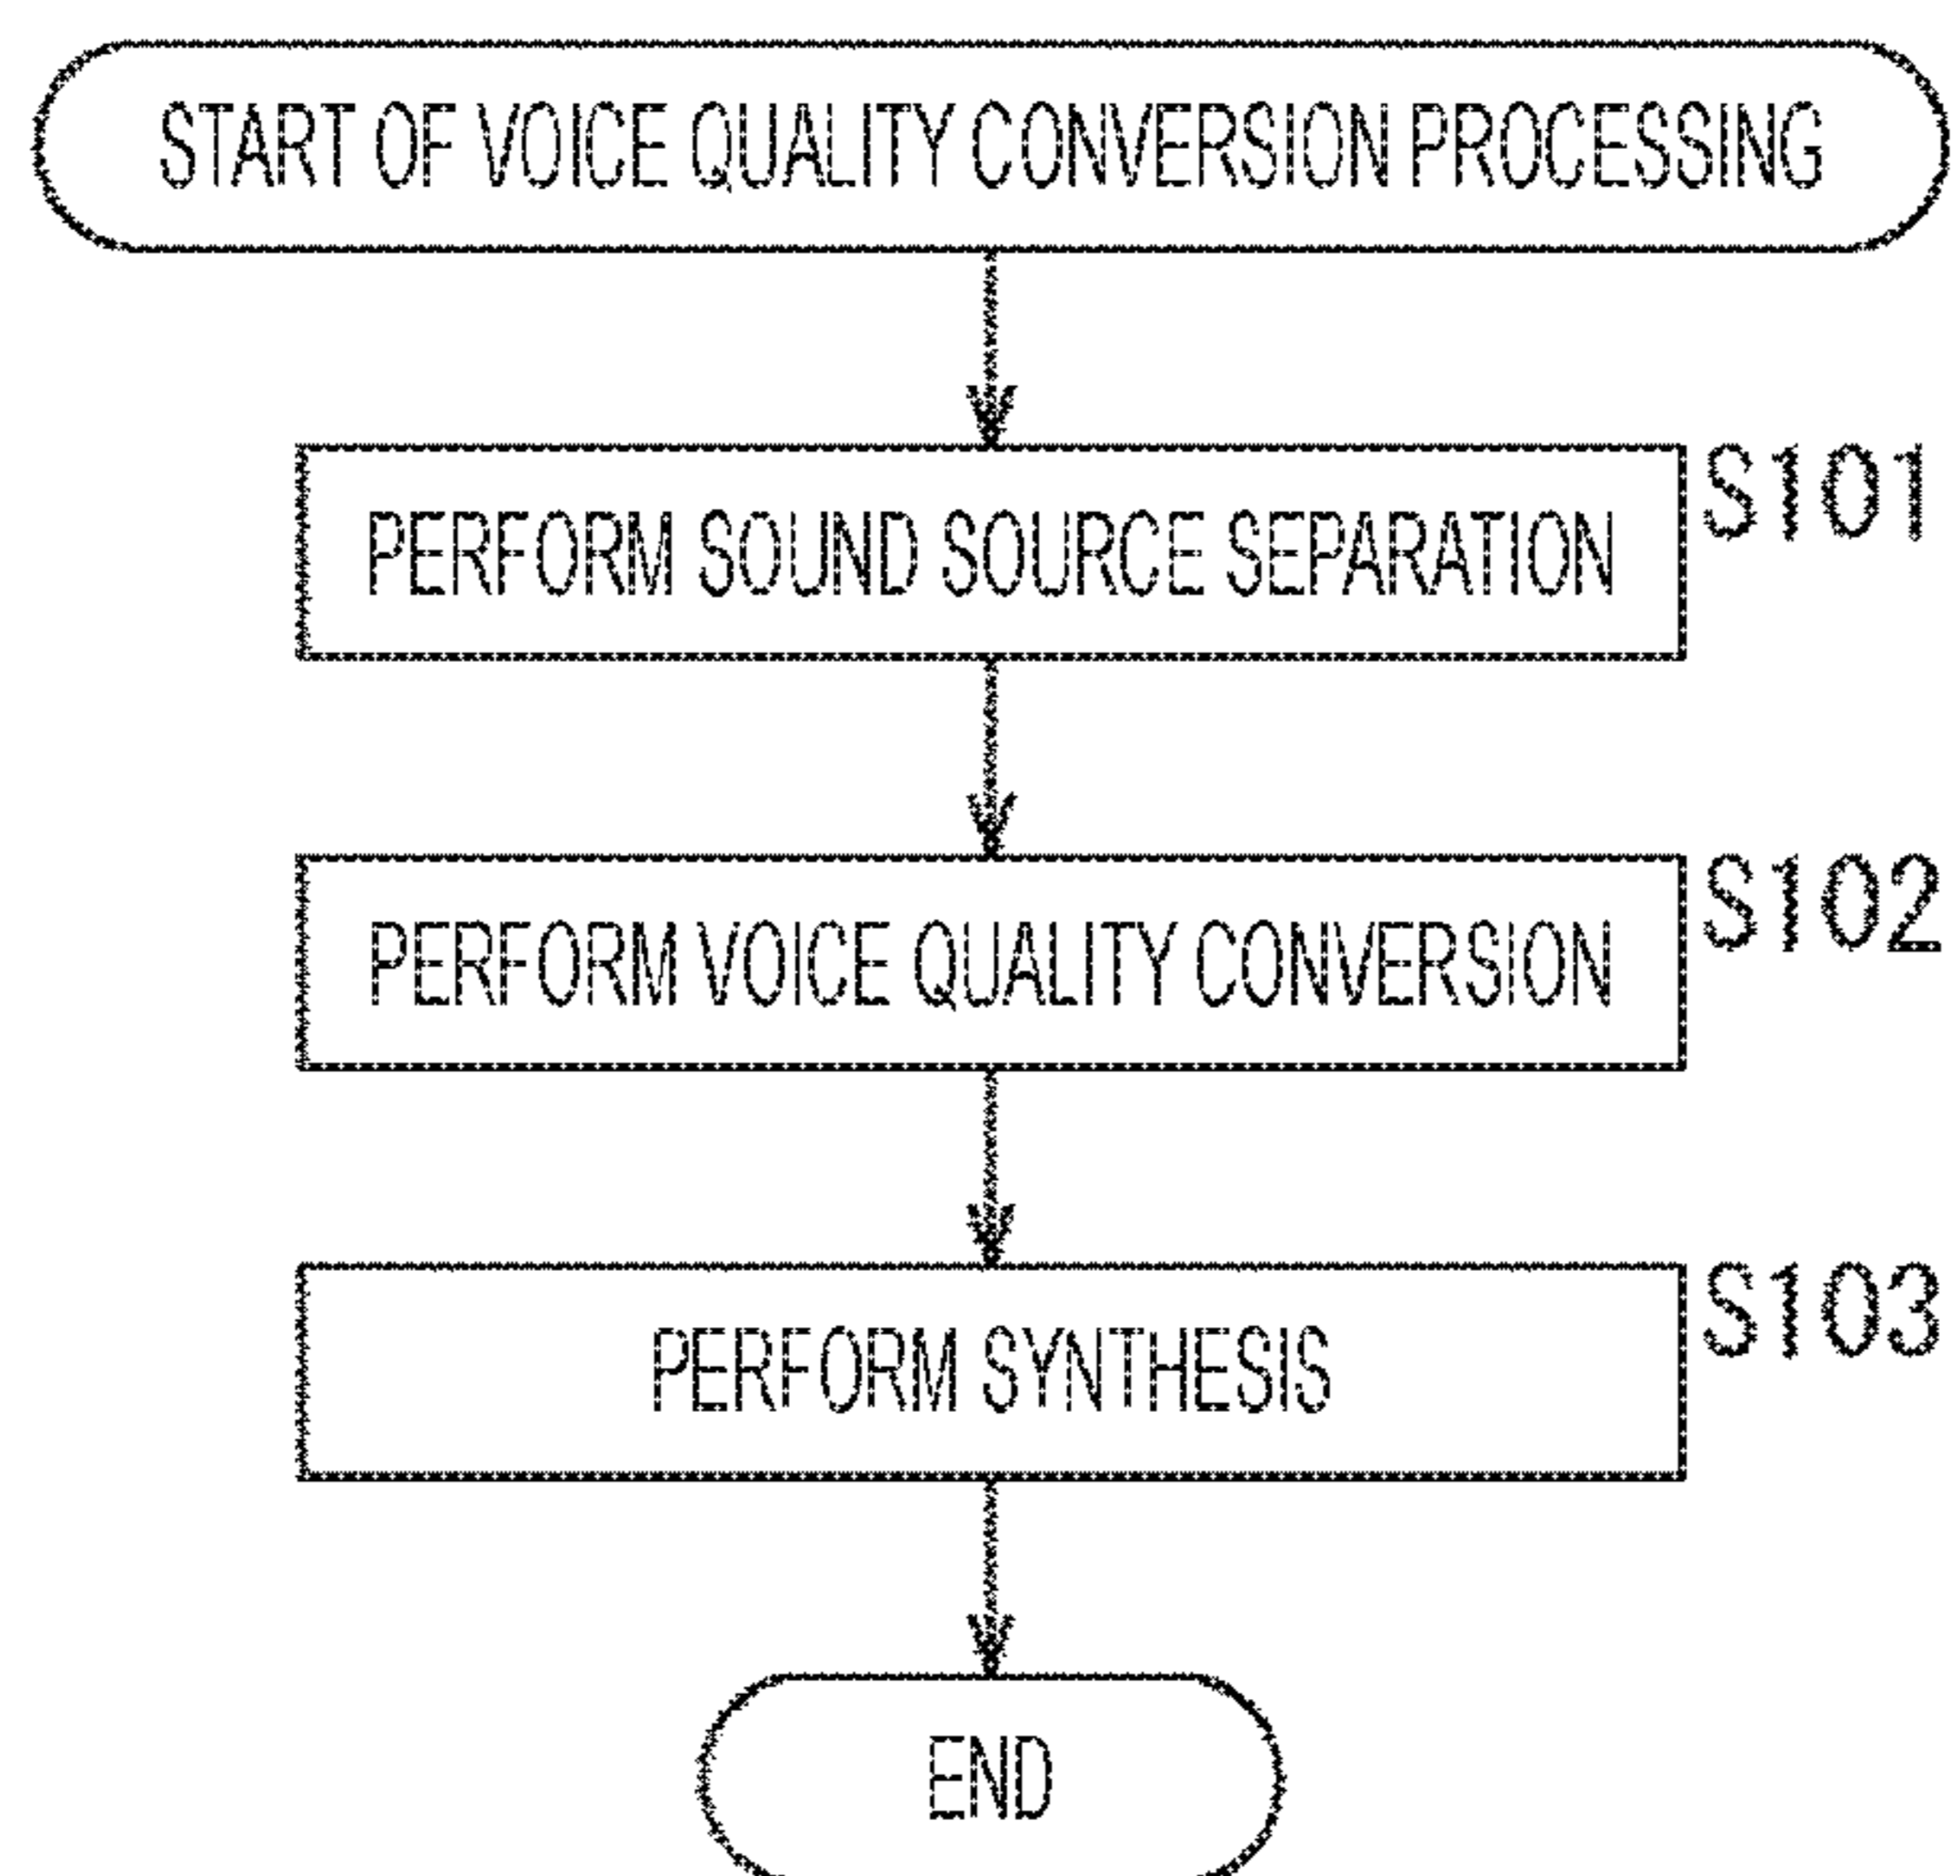 START OF VOICE QUALITY CONVERSION PROCESSING
PERFORM SOUND SOURCE SEPARATION
S101
PERFORM VOICE QUALITY CONVERSION
S102
PERFORM SYNTHESIS
S103
END